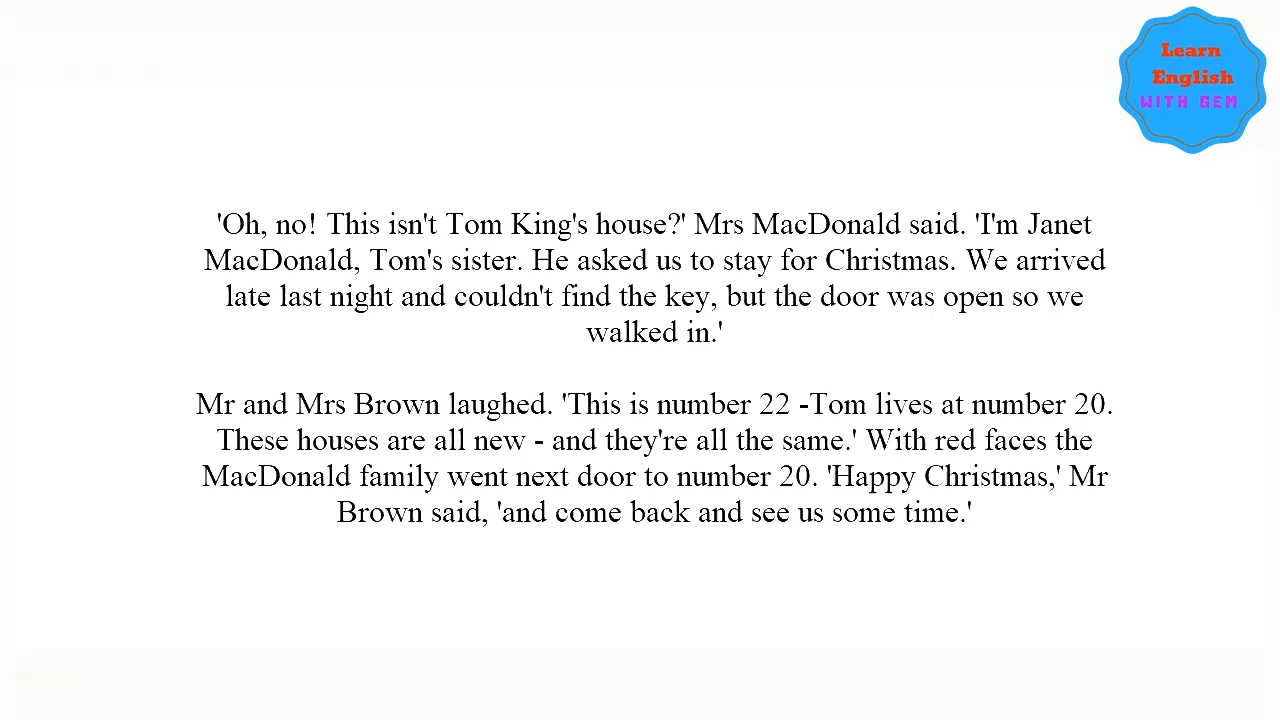 Learn
English
WITH GEM
'Oh, no! This isn't Tom King's house?' Mrs MacDonald said. 'I'm Janet
MacDonald, Tom's sister. He asked us to stay for Christmas. We arrived
late last night and couldn't find the key, but the door was open so we
walked in.'
Mr and Mrs Brown laughed. 'This is number 22 -Tom lives at number 20.
These houses are all new - and they're all the same.' With red faces the
MacDonald family went next door to number 20. 'Happy Christmas,' Mr
Brown said, 'and come back and see us some time.'